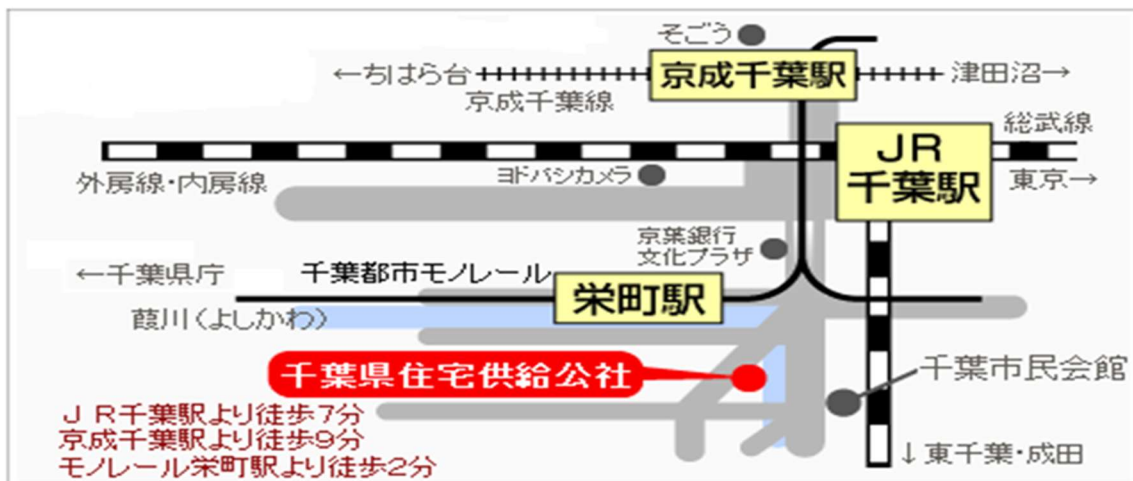 そごう
京成千葉駅
←ちはら台
津田沼→
京成千葉線
総武線
JR
千葉駅
外房線・内房線
ヨドバシカメラ
東京→
京葉銀行
文化プラザ
←千葉県庁
千葉都市モノレール
栄町駅
葭川(よしかわ)
千葉県住宅供給公社
千葉市民会館
JR千葉駅より徒歩7分
京成千葉駅より徒歩9分
モノレール栄町駅より徒歩2分
↓東千葉・成田